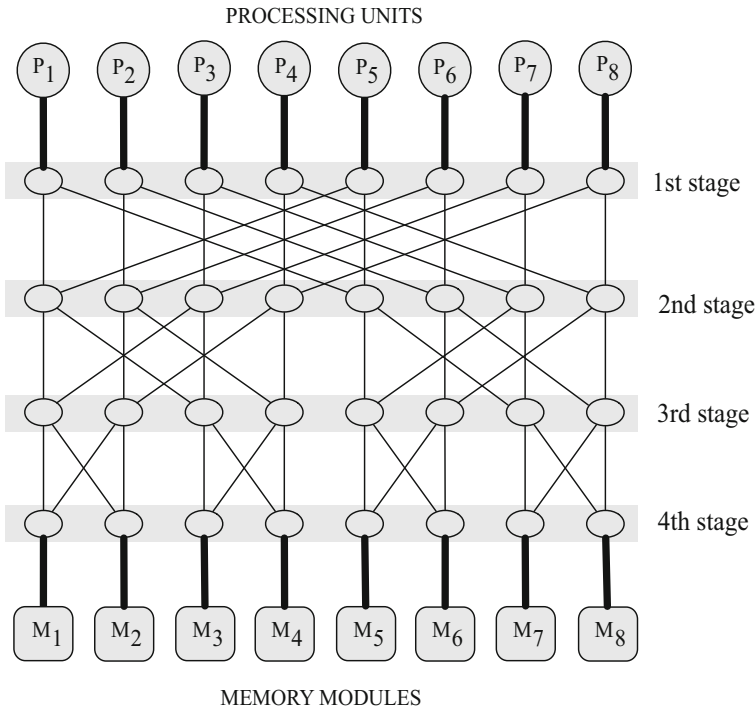 PROCESSING UNITS
P1 P2 P3 P4 P5 P6 P7 P8
1st stage
2nd stage
3rd stage
4th stage
M1 M2 M3 M4 M5 M6 M7 M8
MEMORY MODULES